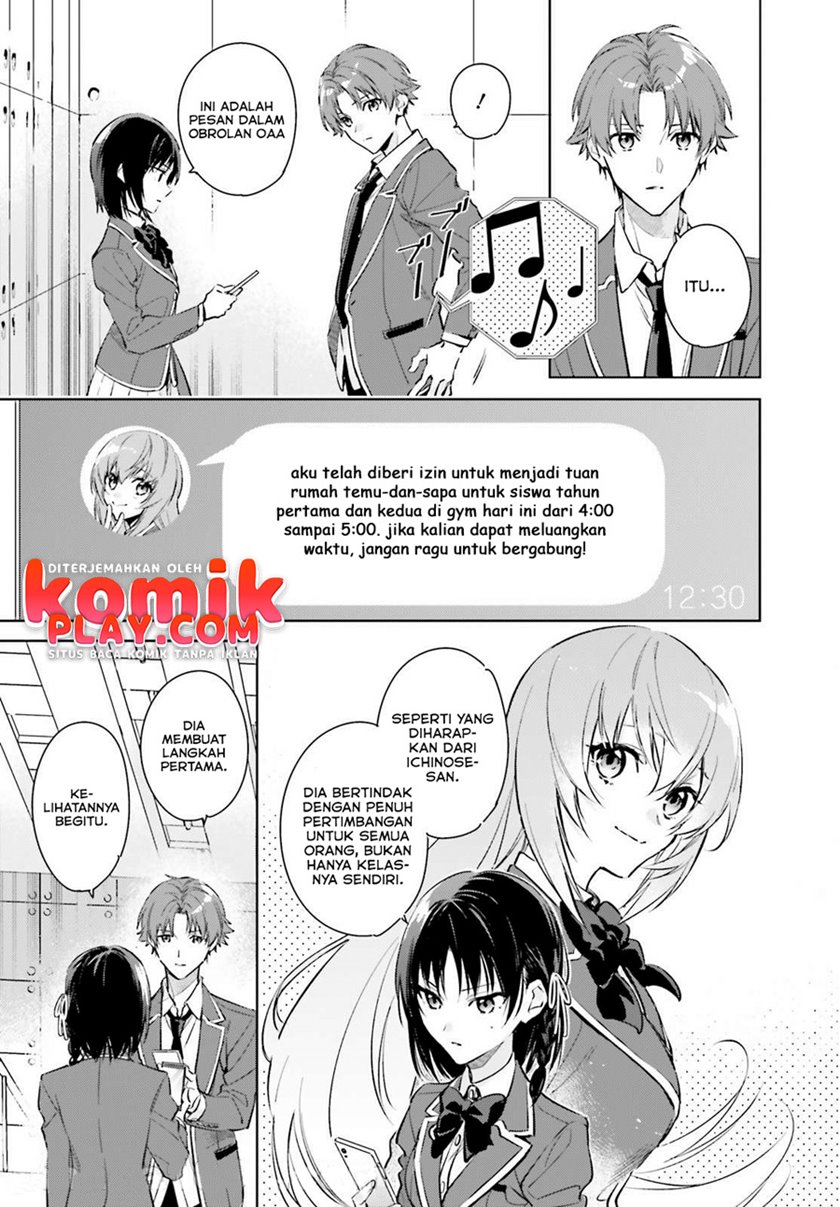 ITU...
!
INI ADALAH
PESAN DALAM
OBROLAN OAA
ブブ
ブブ
aku telah diberi izin untuk menjadi tuan
rumah temu-dan-sapa untuk siswa tahun
pertama dan kedua di gym hari ini dari 4:00
sampai 5:00. jika kalian dapat meluangkan
waktu, jangan ragu untuk bergabung!
12:30
DITERJEMAHKAN OLEH
komik
PLAY.COM
SITUS BACA KOMIK TANPA IKLAN
SEPERTI YANG
DIHARAP-
KAN DARI
ICHINOSE-
SAN.
DIA BERTINDAK
DENGAN PENUH
PERTIMBANGAN
UNTUK SEMUA
ORANG, BUKAN
HANYA KELAS-
NYA SENDIRI.
DIA
MEMBUAT
LANGKAH
PERTAMA.
KE-
LIHATANNYA
BEGITU.